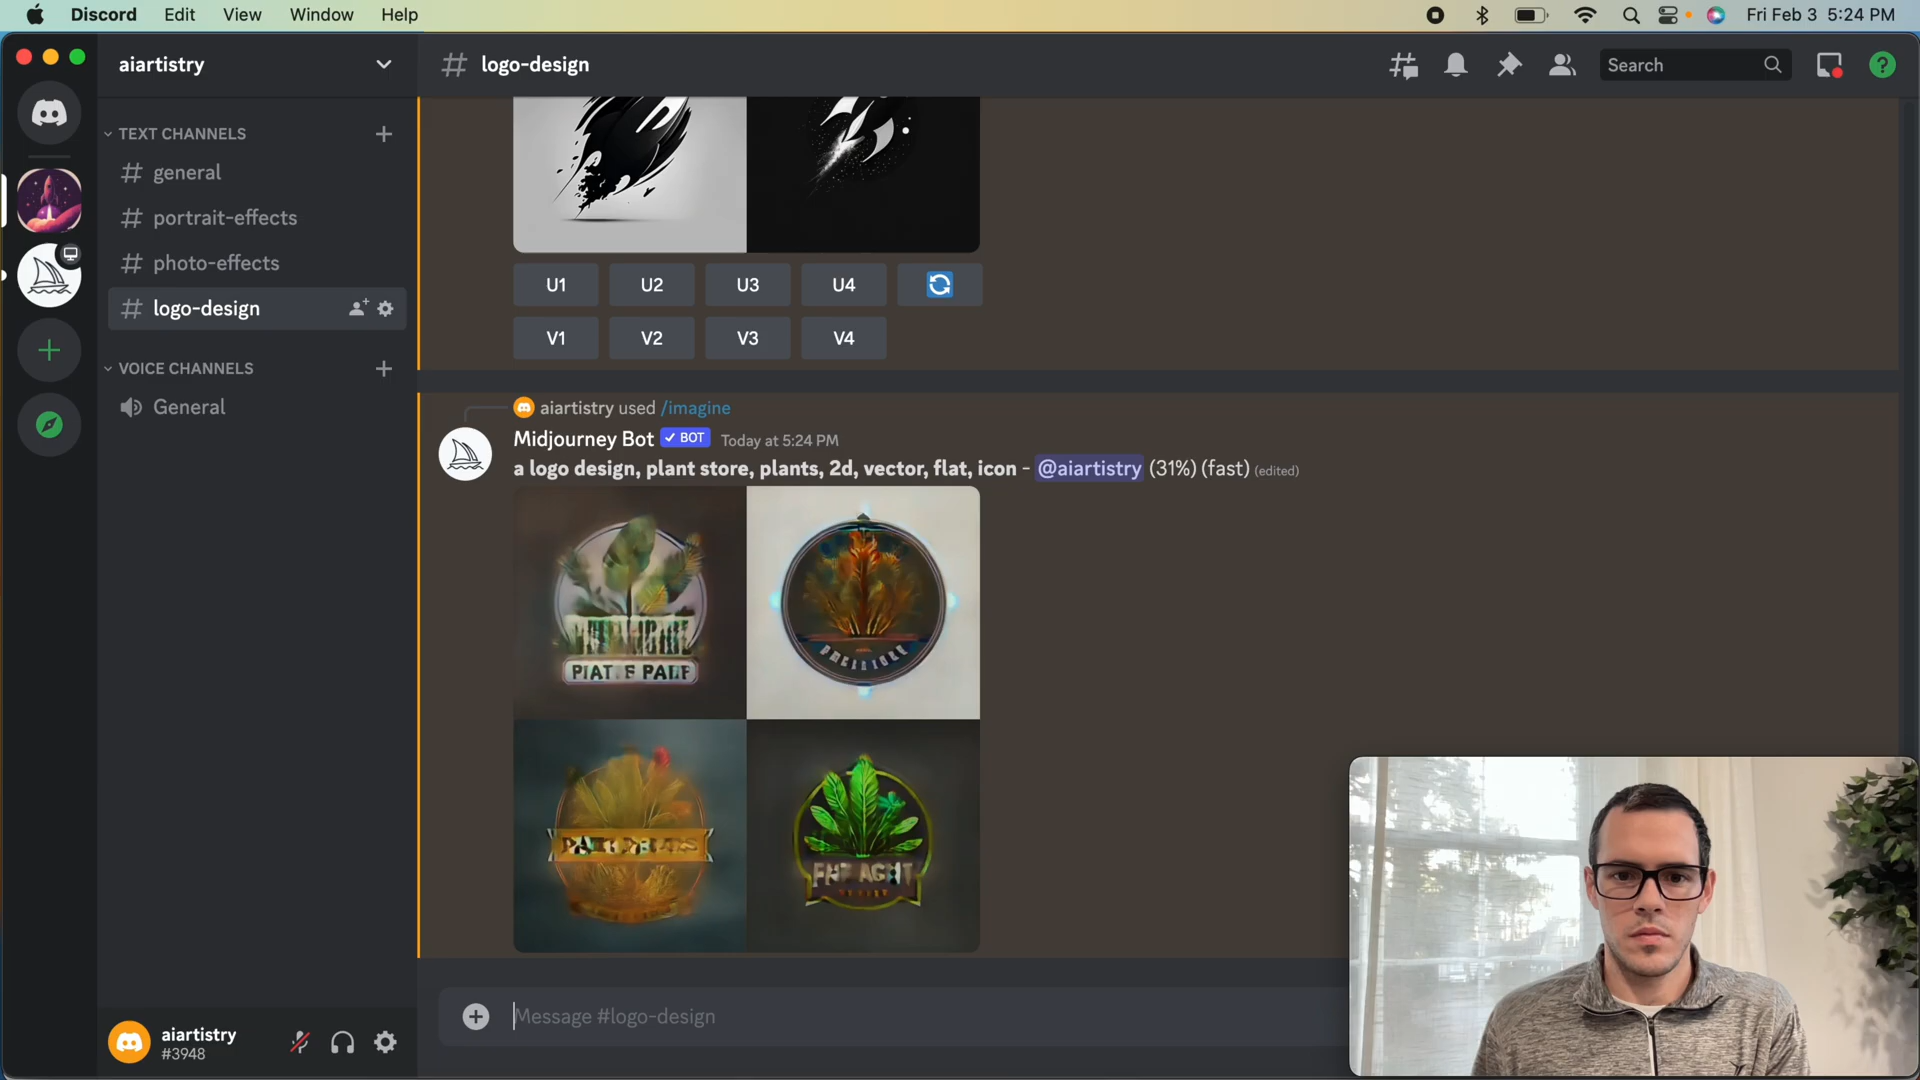 Discord Edit View Window Help
Fri Feb 3 5:24 PM
aiartistry
logo-design
Search
TEXT CHANNELS
general
portrait-effects
photo-effects
logo-design
VOICE CHANNELS
General
U1 U2 U3 U4
V1 V2 V3 V4
aiartistry used /imagine
Midjourney Bot ✓ BOT Today at 5:24 PM
a logo design, plant store, plants, 2d, vector, flat, icon - @aiartistry (31%) (fast) (edited)
Message #logo-design
aiartistry
#3948